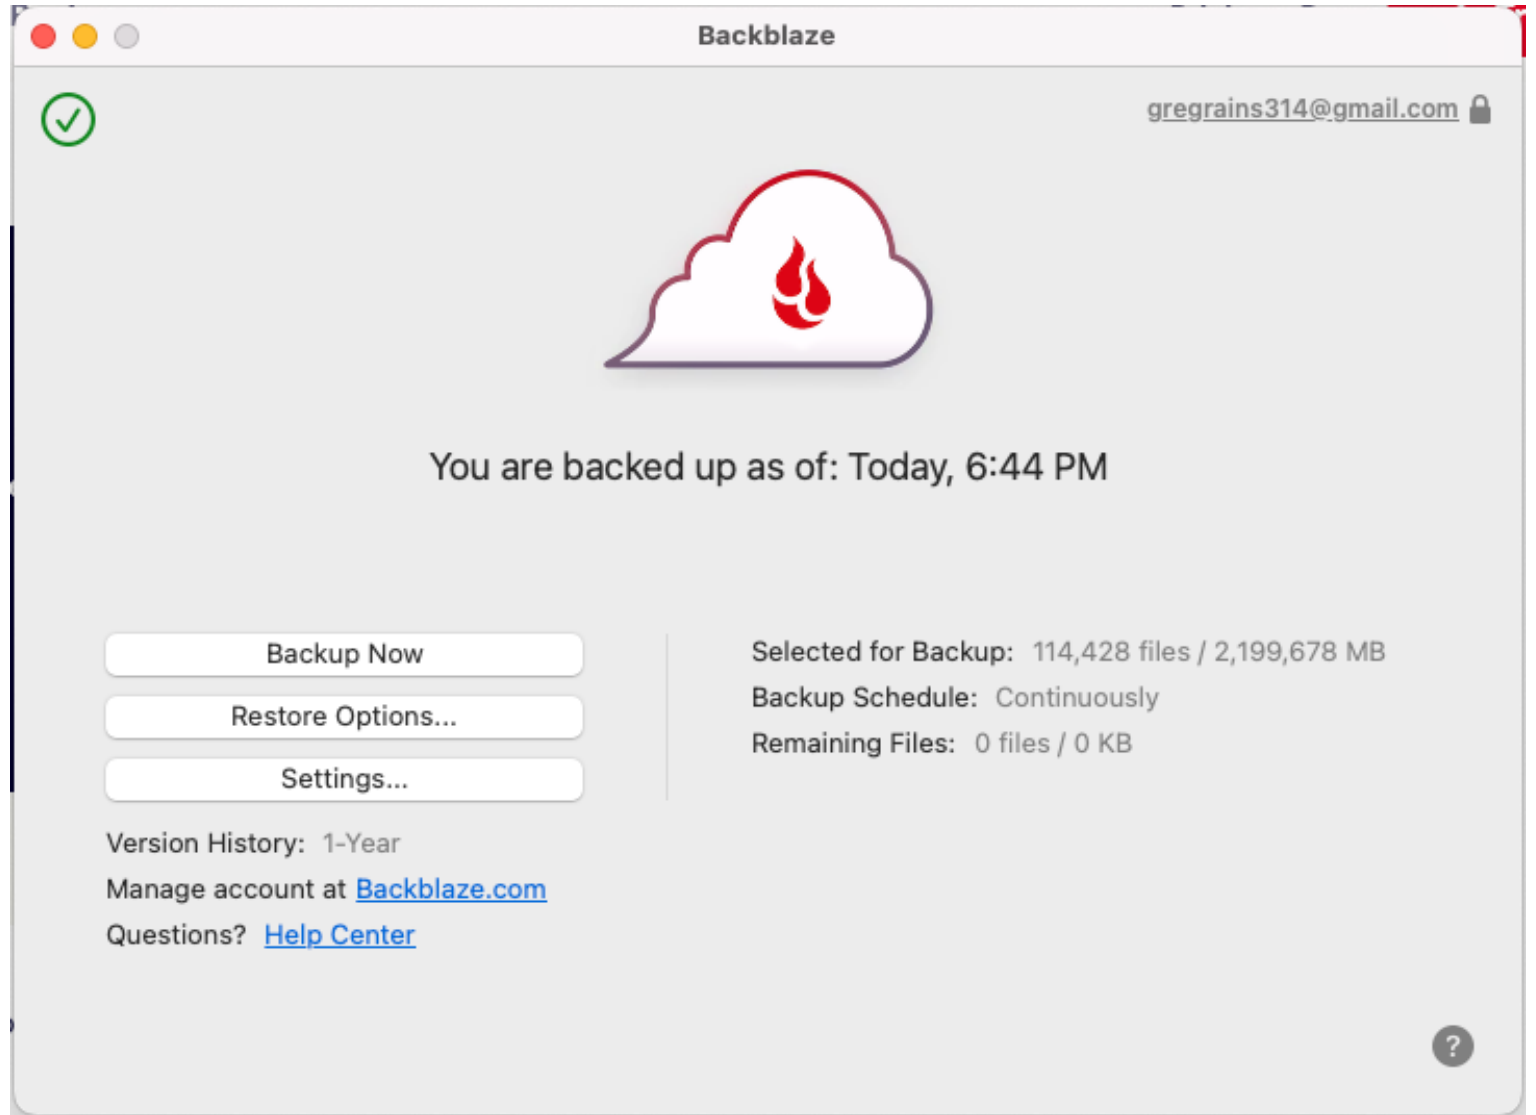 Backblaze
gregrains314@gmail.com
You are backed up as of: Today, 6:44 PM
Backup Now
Restore Options...
Settings...
Selected for Backup: 114,428 files / 2,199,678 MB
Backup Schedule: Continuously
Remaining Files: 0 files / 0 KB
Version History: 1-Year
Manage account at Backblaze.com
Questions? Help Center
?